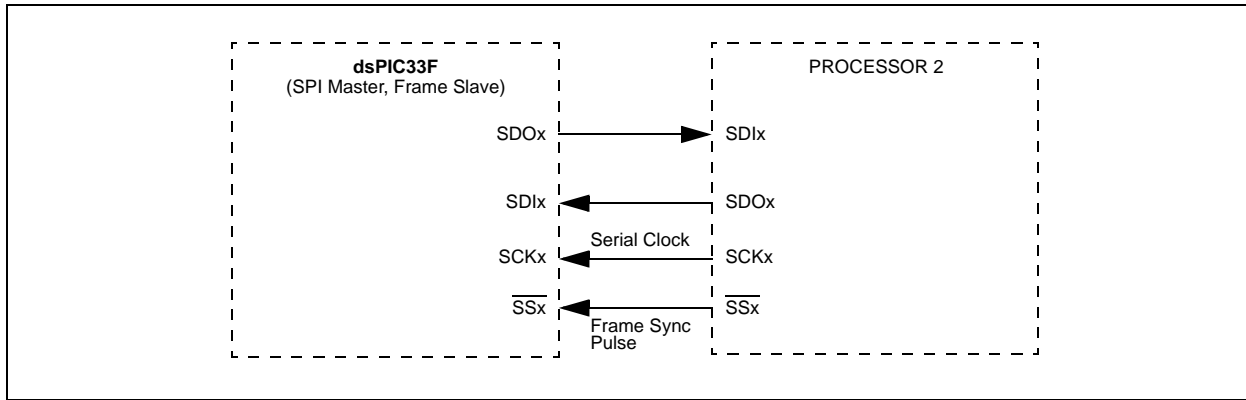 dsPIC33F
(SPI Master, Frame Slave)
PROCESSOR 2
SDOx
SDIx
SDIx
SDOx
Serial Clock
SCKx
SCKx
SSx
SSx
Frame Sync
Pulse